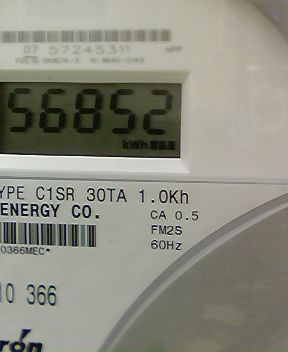 07 57245311
56852
kWh
YPE C1SR 30TA 1.0Kh
ENERGY CO. CA 0.5
FM2S
0366MEC* 60Hz
10 366
rón